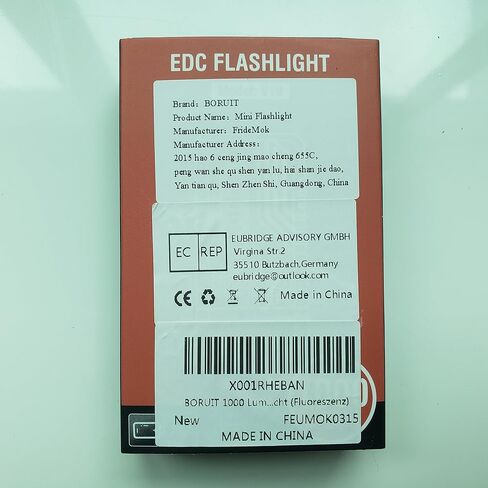 EDC FLASHLIGHT
Brand: BORUIT
Product Name: Mini Flashlight
Manufacturer: FrideMok
Manufacturer Address:
2015 hao 6 ceng jing mao cheng 655C,
peng wan she qu shen yan lu, hai shan jie dao,
Yan tian qu, Shen Zhen Shi, Guangdong, China
EC REP
EUBRIDGE ADVISORY GMBH
Virgina Str.2
35510 Butzbach,Germany
eubridge@outlook.com
CE
Made in China
X001RHEBAN
BORUIT 1000 Lum...cht (Fluoreszenz)
New
FEUMOK0315
MADE IN CHINA